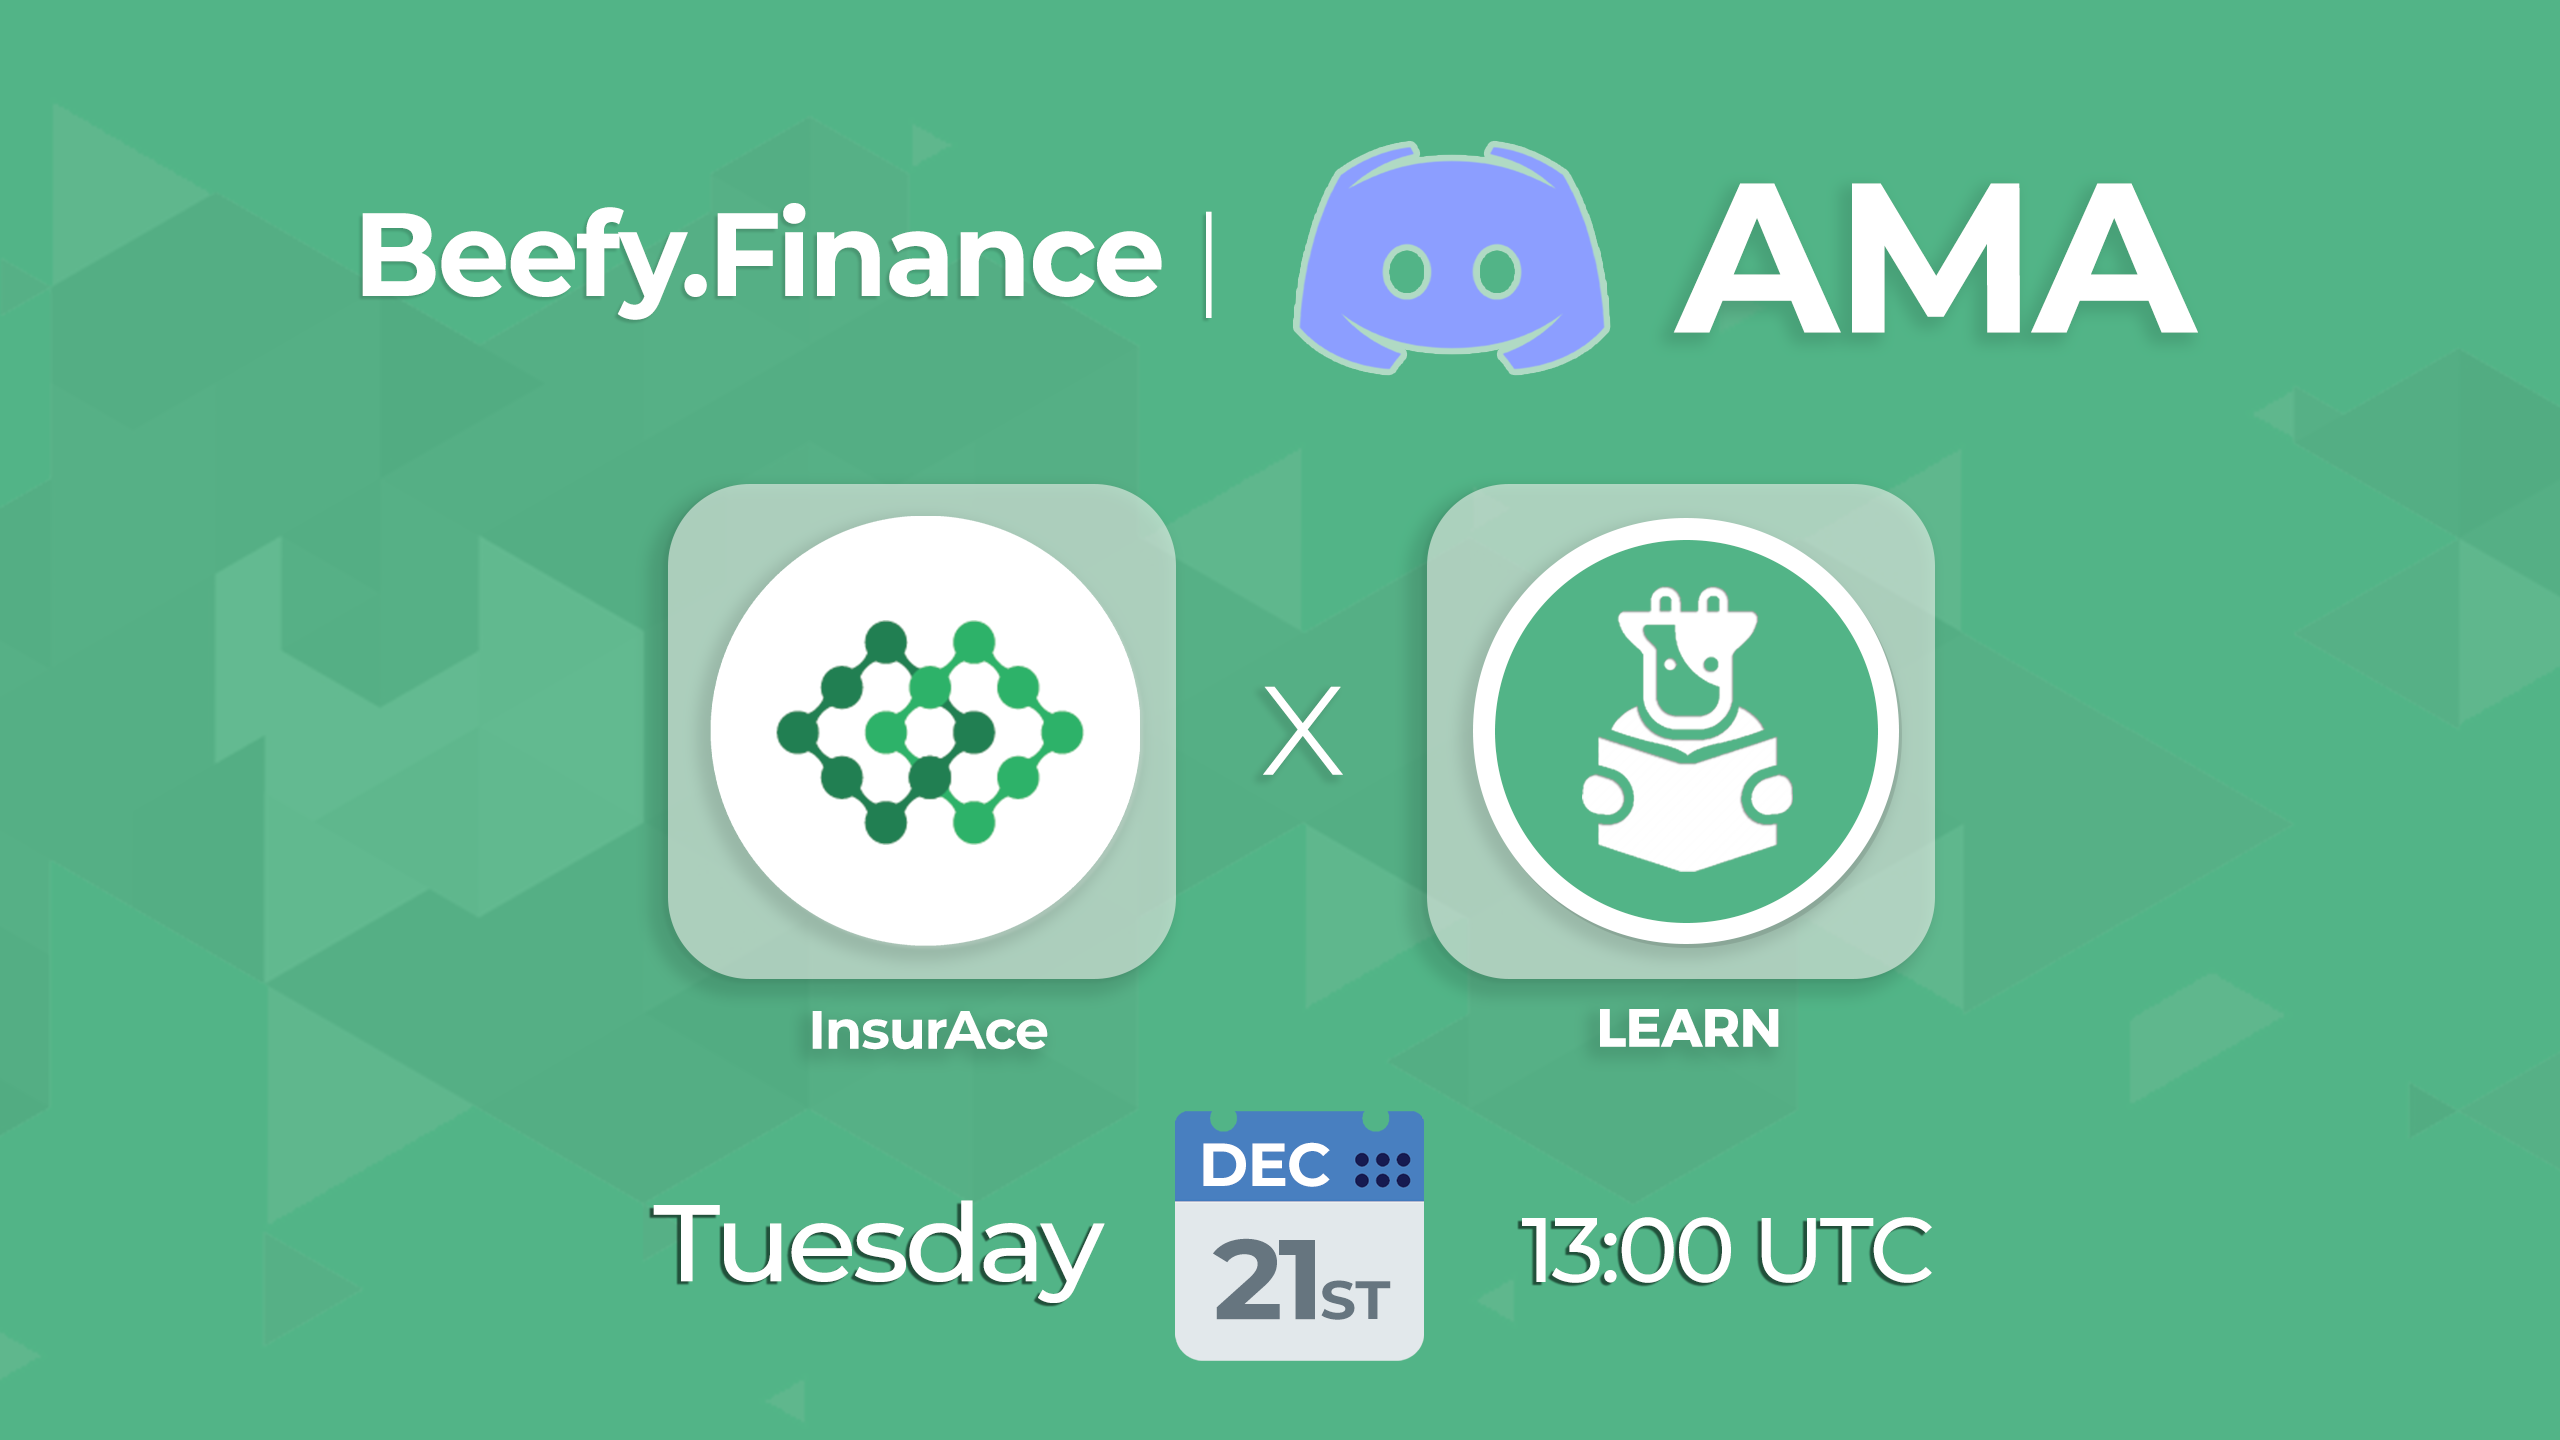 Beefy.Finance | AMA
X
InsurAce
LEARN
DEC
Tuesday
21ST
13:00 UTC